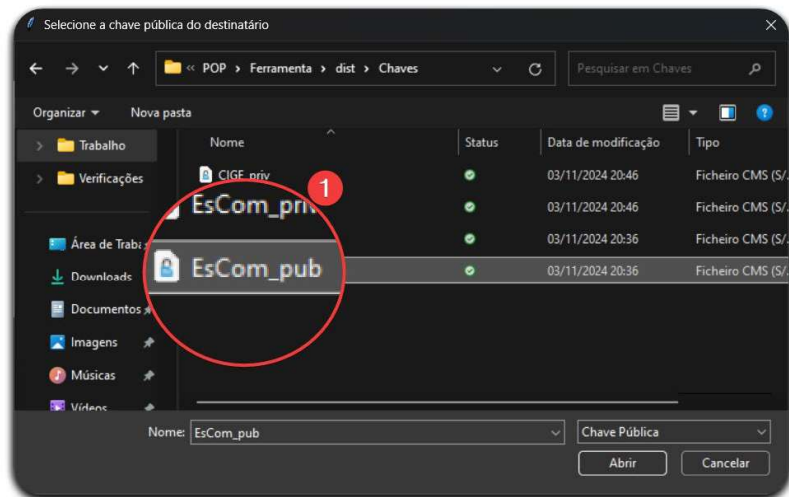 Selecione a chave pública do destinatário
« POP › Ferramenta › dist › Chaves
Pesquisar em Chaves
Organizar
Nova pasta
Nome Status Data de modificação Tipo
Trabalho
Verificações
CIGE_priv 03/11/2024 20:46 Ficheiro CMS (S/
1
EsCom_priv 03/11/2024 20:46 Ficheiro CMS (S/
Área de Traba 03/11/2024 20:36 Ficheiro CMS (S/
EsCom_pub 03/11/2024 20:36 Ficheiro CMS (S/
Downloads
Documentos
Imagens
Músicas
Vídeos
Nome: EsCom_pub
Chave Pública
Abrir
Cancelar